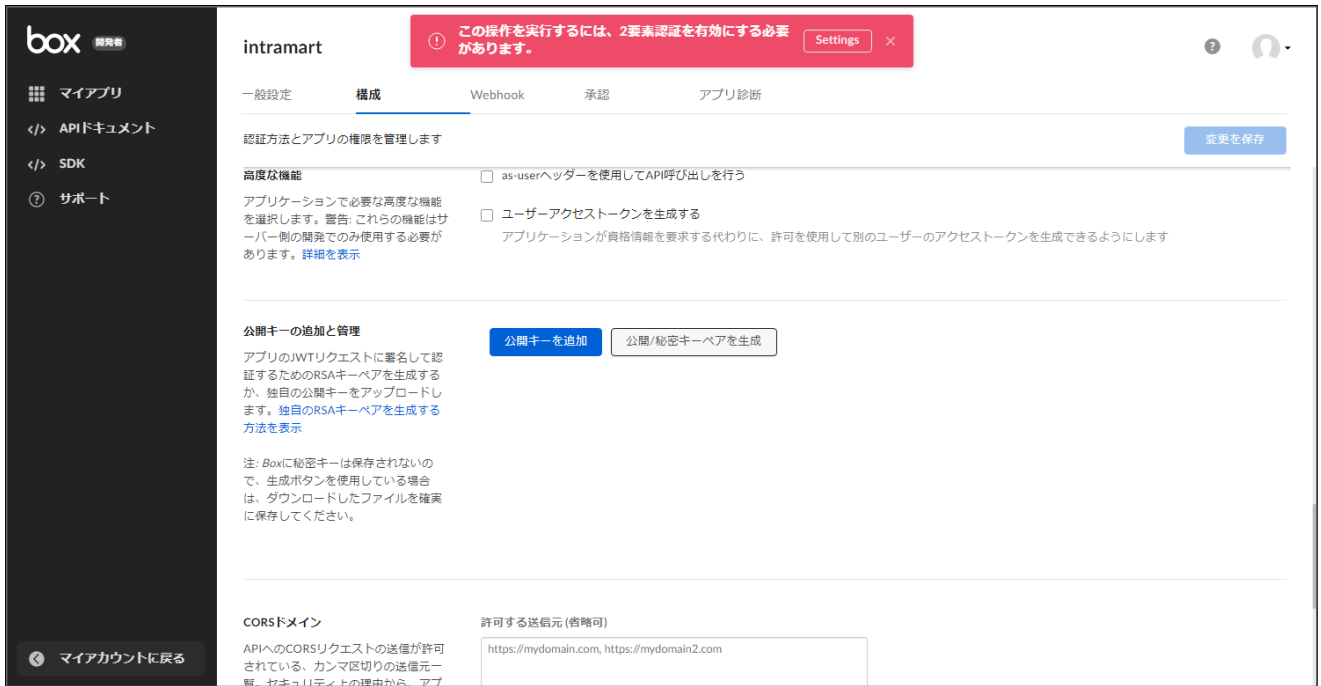 box 開発者
マイアプリ
APIドキュメント
SDK
サポート
マイアカウントに戻る
intramart
この操作を実行するには、2要素認証を有効にする必要
があります。
Settings
一般設定
構成
Webhook
承認
アプリ診断
認証方法とアプリの権限を管理します
変更を保存
高度な機能
アプリケーションで必要な高度な機能
を選択します。警告: これらの機能はサ
ーバー側の開発でのみ使用する必要が
あります。詳細を表示
as-userヘッダーを使用してAPI呼び出しを行う
ユーザーアクセストークンを生成する
アプリケーションが資格情報を要求する代わりに、許可を使用して別のユーザーのアクセストークンを生成できるようにします
公開キーの追加と管理
アプリのJWTリクエストに署名して認
証するためのRSAキーペアを生成する
か、独自の公開キーをアップロードし
ます。独自のRSAキーペアを生成する
方法を表示
注: Boxに秘密キーは保存されないの
で、生成ボタンを使用している場合
は、ダウンロードしたファイルを確実
に保存してください。
公開キーを追加
公開/秘密キーペアを生成
CORSドメイン
APIへのCORSリクエストの送信が許可
されている、カンマ区切りの送信元一
覧。セキュリティ上の理由から、アプ
許可する送信元 (省略可)
https://mydomain.com, https://mydomain2.com